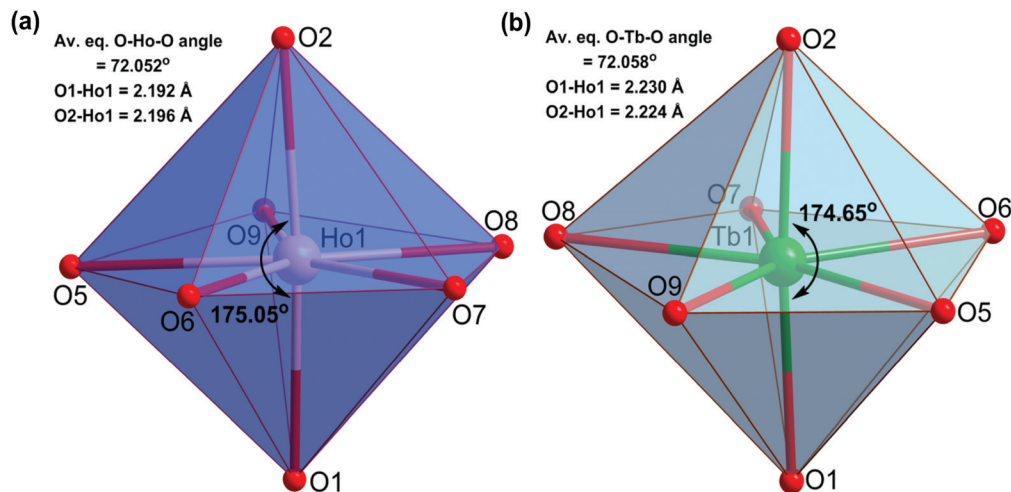 (a)
Av. eq. O-Ho-O angle
= 72.052°
O1-Ho1 = 2.192 Å
O2-Ho1 = 2.196 Å
O2
O9
Ho1
O8
O5
O6
175.05°
O7
O1
(b)
Av. eq. O-Tb-O angle
= 72.058°
O1-Ho1 = 2.230 Å
O2-Ho1 = 2.224 Å
O2
O7
174.65°
O6
O8
Tb1
O9
O5
O1